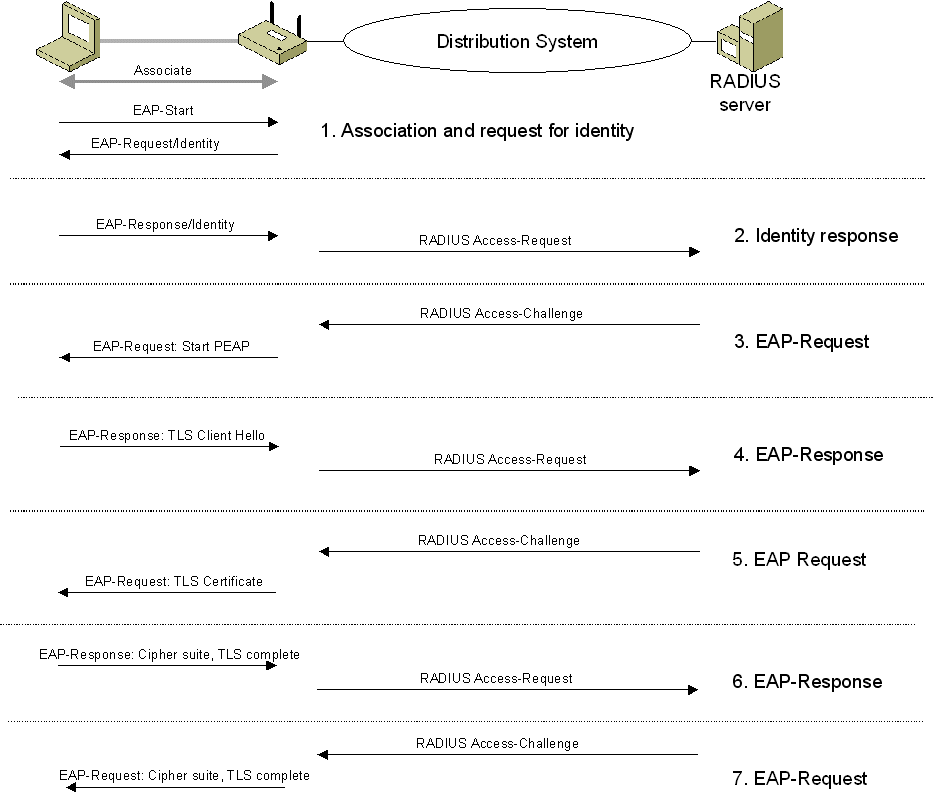 Distribution System
RADIUS
server
Associate
EAP-Start
1. Association and request for identity
EAP-Request/Identity
EAP-Response/Identity
RADIUS Access-Request
2. Identity response
RADIUS Access-Challenge
3. EAP-Request
EAP-Request: Start PEAP
EAP-Response: TLS Client Hello
RADIUS Access-Request
4. EAP-Response
RADIUS Access-Challenge
5. EAP Request
EAP-Request: TLS Certificate
EAP-Response: Cipher suite, TLS complete
RADIUS Access-Request
6. EAP-Response
RADIUS Access-Challenge
EAP-Request: Cipher suite, TLS complete
7. EAP-Request